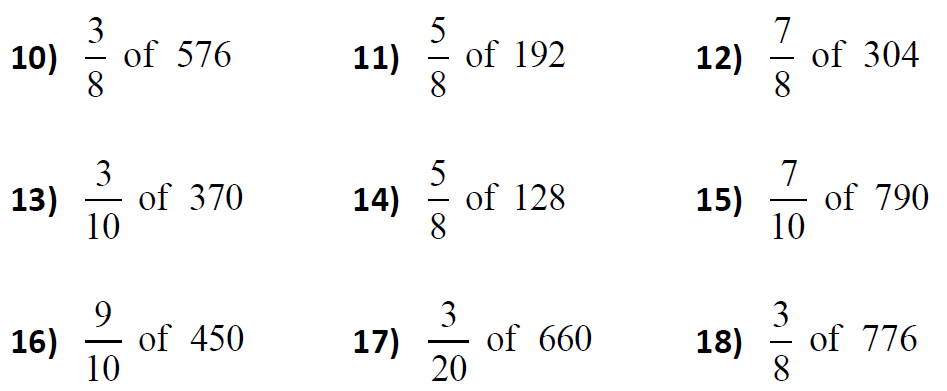 10) 3/8 of 576 11) 5/8 of 192 12) 7/8 of 304
13) 3/10 of 370 14) 5/8 of 128 15) 7/10 of 790
16) 9/10 of 450 17) 3/20 of 660 18) 3/8 of 776